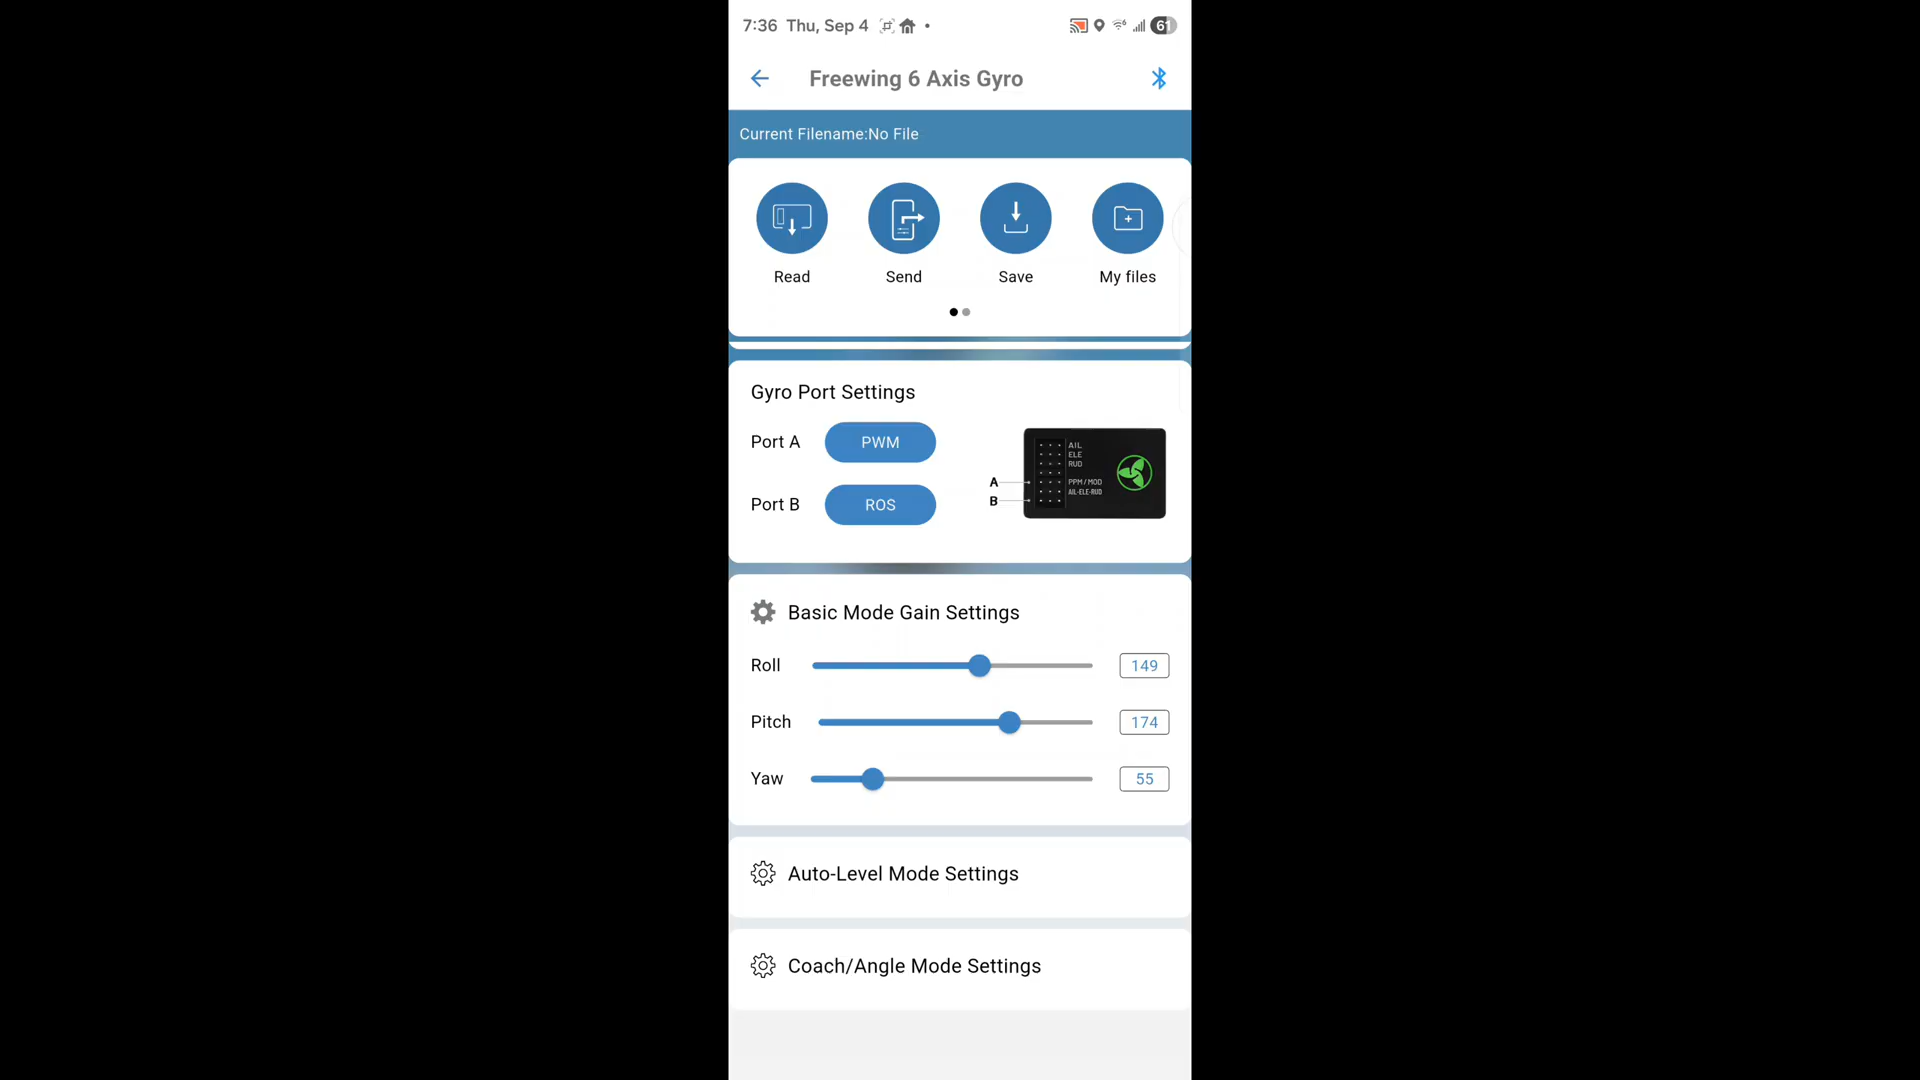 7:36 Thu, Sep 4
61
Freewing 6 Axis Gyro
Current Filename:No File
Read Send Save My files
Gyro Port Settings
Port A PWM
Port B ROS
A
B
AIL
ELE
RUD
PPM/MOD
AIL-ELE-RUD
Basic Mode Gain Settings
Roll 149
Pitch 174
Yaw 55
Auto-Level Mode Settings
Coach/Angle Mode Settings